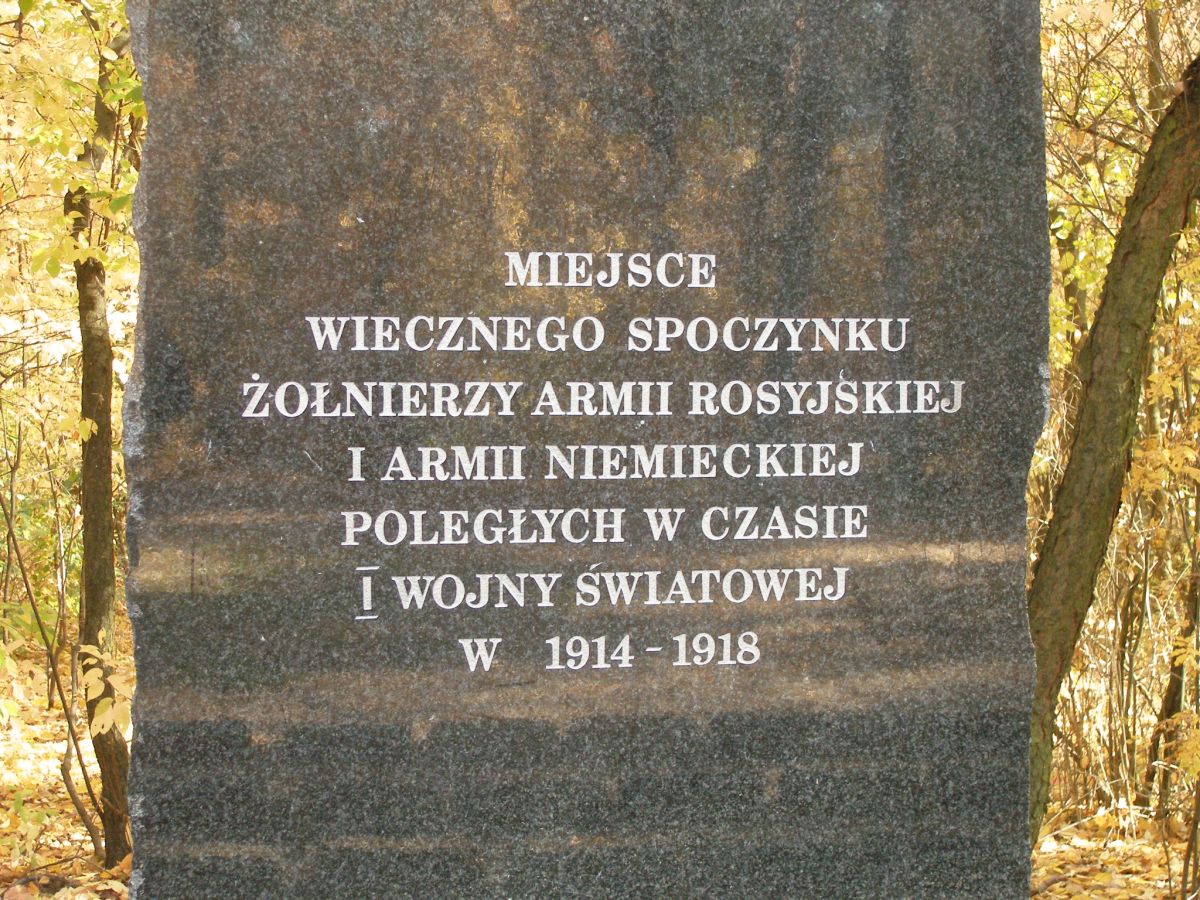 MIEJSCE
WIECZNEGO SPOCZYNKU
ŻOŁNIERZY ARMII ROSYJSKIEJ
I ARMII NIEMIECKIEJ
POLEGŁYCH W CZASIE
I WOJNY ŚWIATOWEJ
W 1914 - 1918